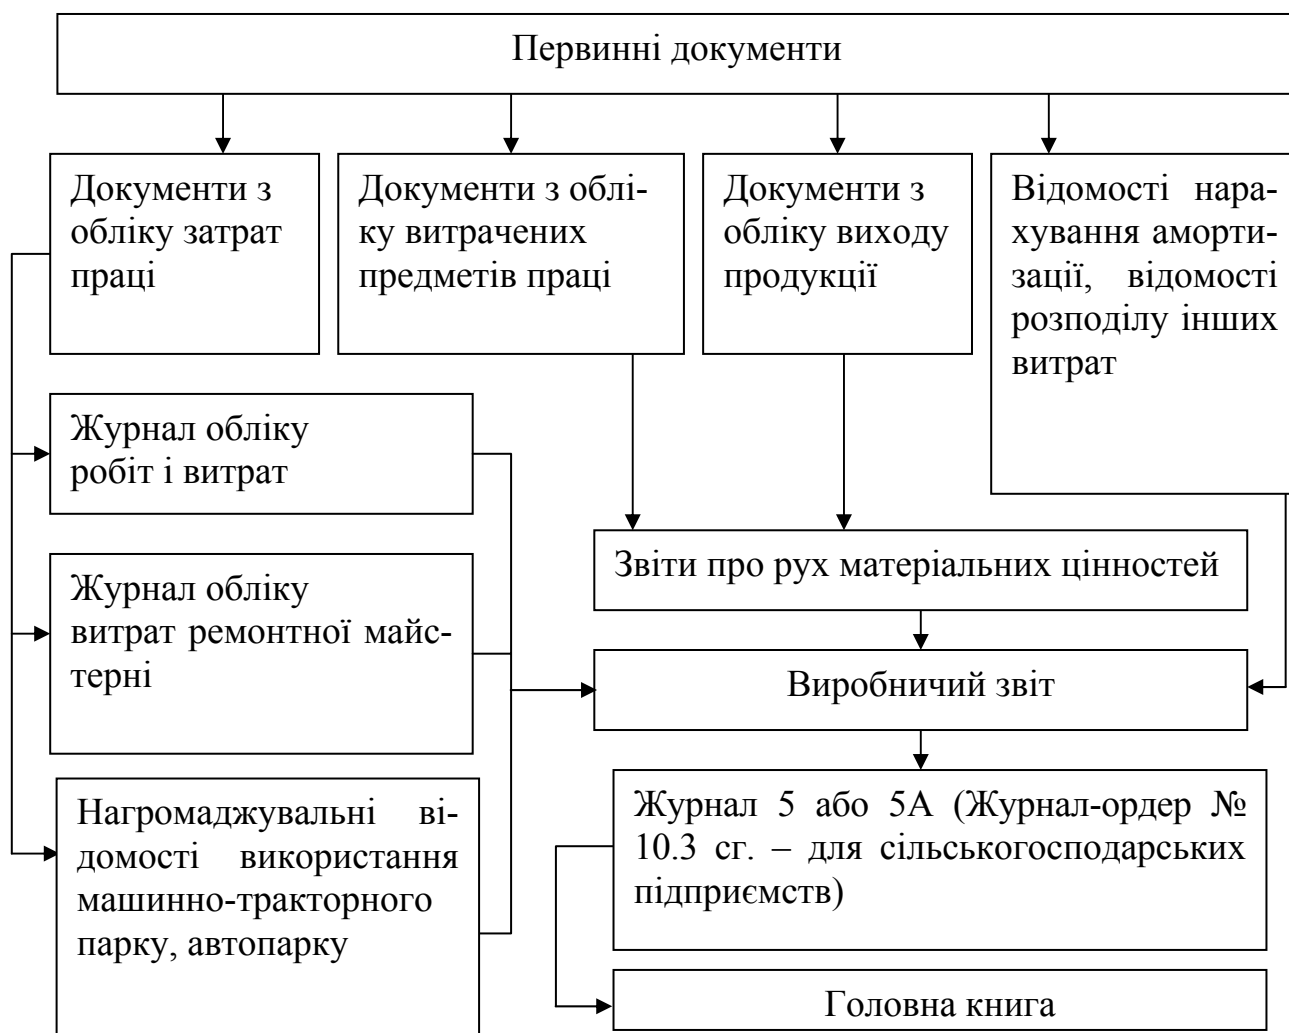 Первинні документи
Документи з
обліку затрат
праці
Документи з облі-
ку витрачених
предметів праці
Документи з
обліку виходу
продукції
Відомості нара-
хування аморти-
зації, відомості
розподілу інших
витрат
Журнал обліку
робіт і витрат
Звіти про рух матеріальних цінностей
Журнал обліку
витрат ремонтної майс-
терні
Виробничий звіт
Нагромаджувальні ві-
домості використання
машинно-тракторного
парку, автопарку
Журнал 5 або 5А (Журнал-ордер №
10.3 сг. – для сільськогосподарських
підприємств)
Головна книга